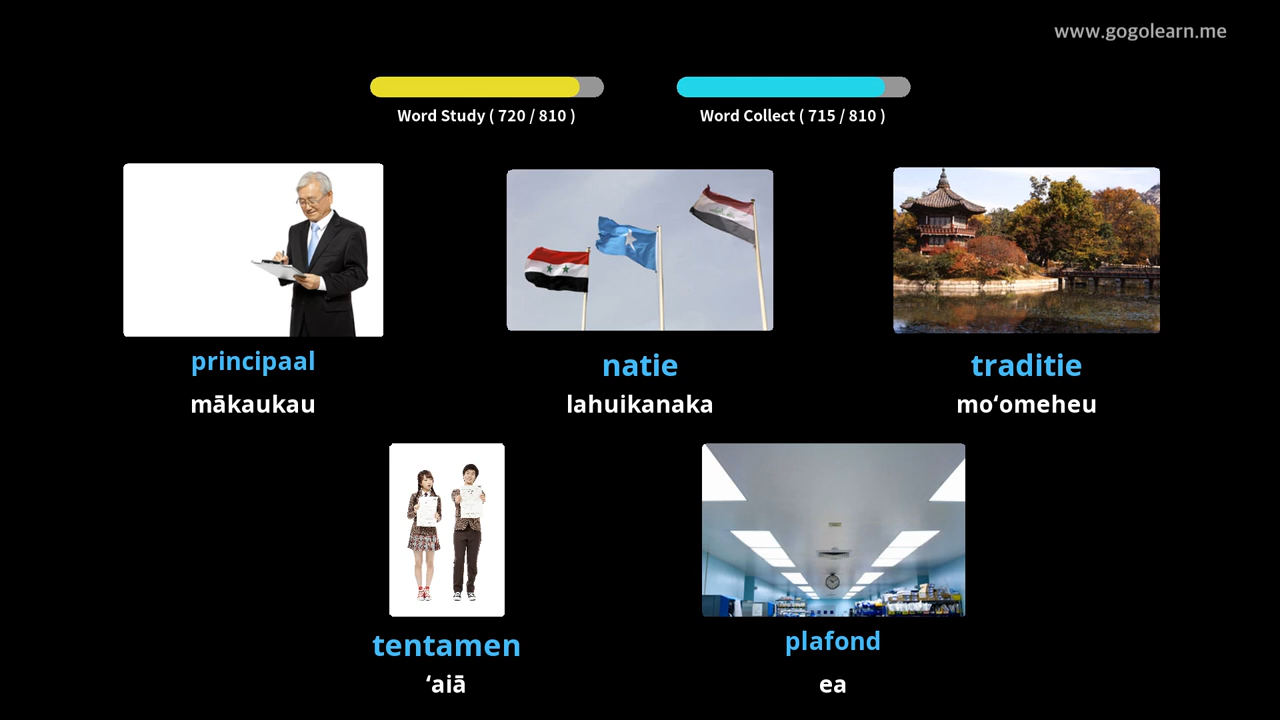 www.gogolearn.me
Word Study ( 720 / 810 )
Word Collect ( 715 / 810 )
principaal
natie
traditie
mākaukau
lahuikanaka
moʻomeheu
tentamen
plafond
ʻaiā
ea